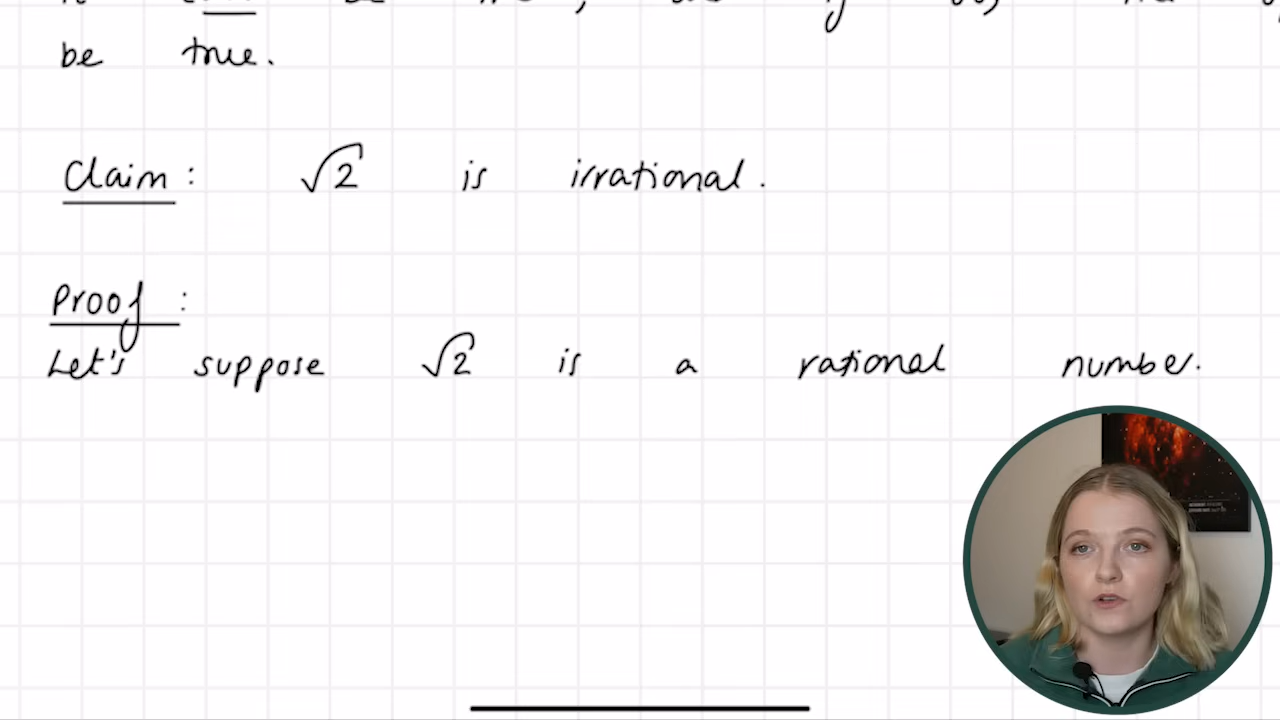 be true.
Claim: √2 is irrational.
Proof:
Let's suppose √2 is a rational number.